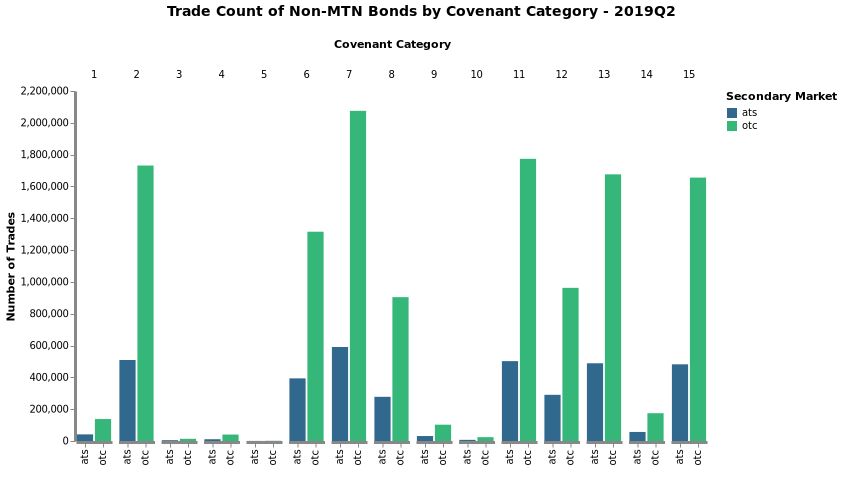 Trade Count of Non-MTN Bonds by Covenant Category - 2019Q2
Covenant Category
1 2 3 4 5 6 7 8 9 10 11 12 13 14 15
Secondary Market
ats
otc
Number of Trades
2,200,000
2,000,000
1,800,000
1,600,000
1,400,000
1,200,000
1,000,000
800,000
600,000
400,000
200,000
0
ats otc ats otc ats otc ats otc ats otc ats otc ats otc ats otc ats otc ats otc ats otc ats otc ats otc ats otc ats otc